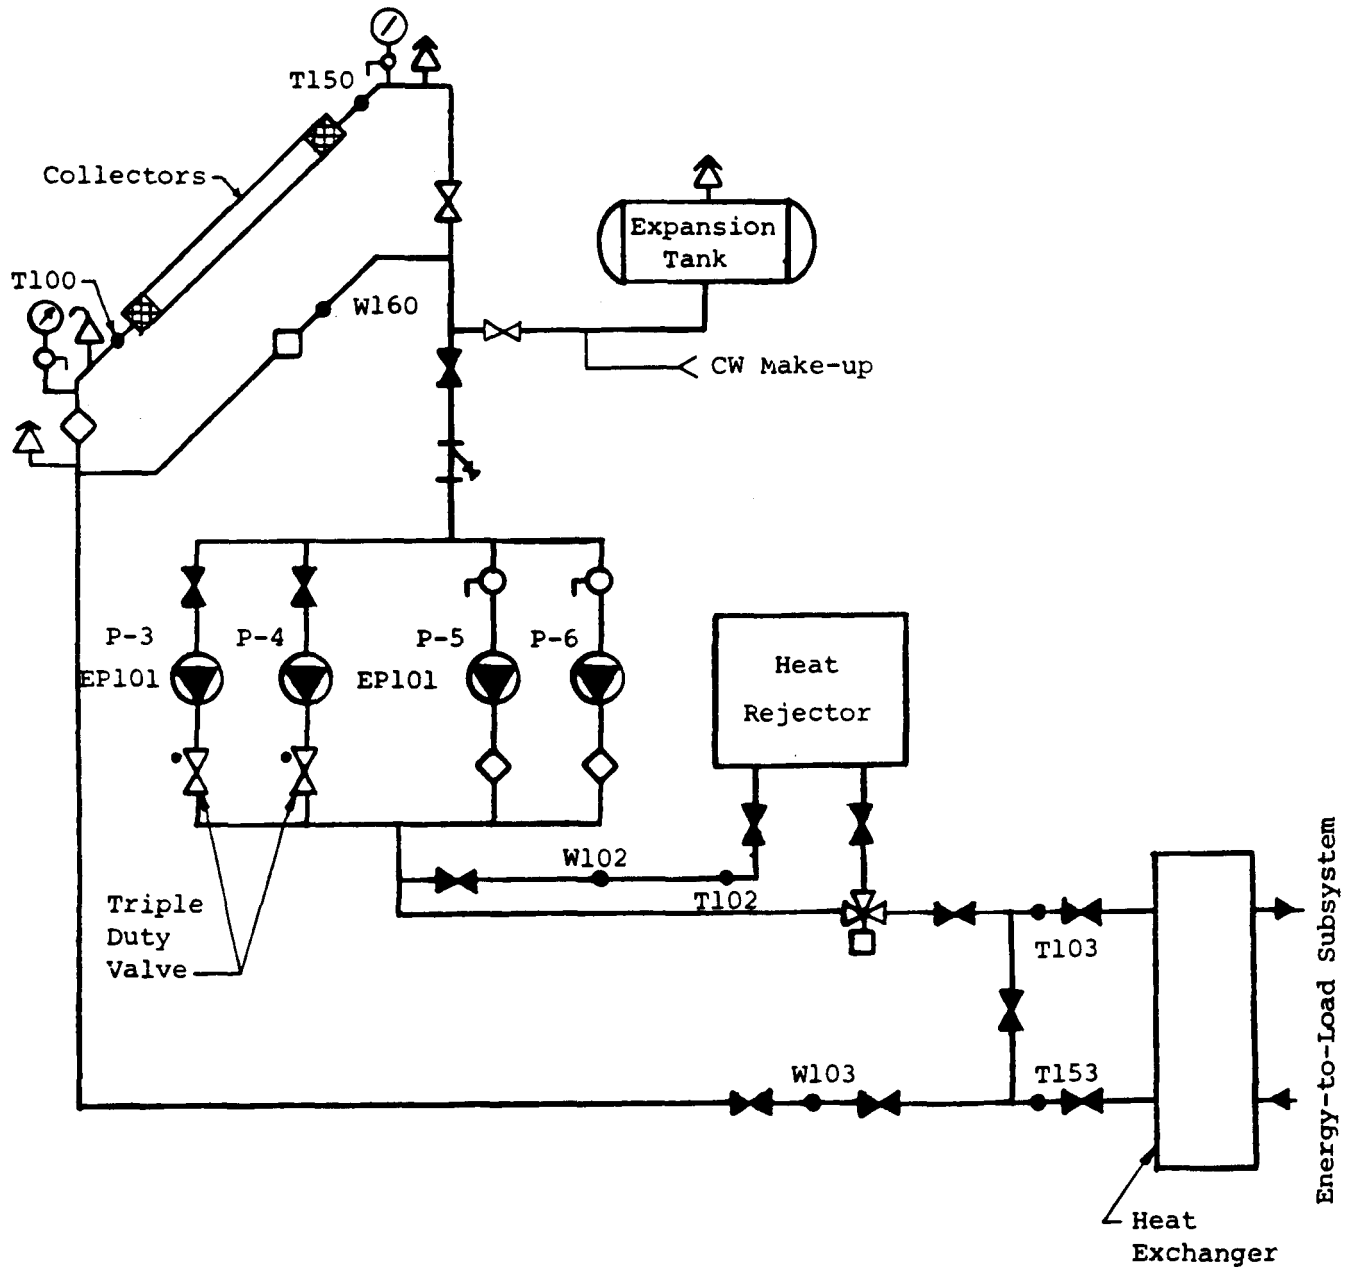 T150
Collectors
Expansion
Tank
T100
W160
CW Make-up
P-3
P-4
P-5
P-6
EP101
EP101
Heat
Rejector
W102
T102
Triple
Duty
Valve
T103
W103
T153
Energy-to-Load Subsystem
Heat
Exchanger